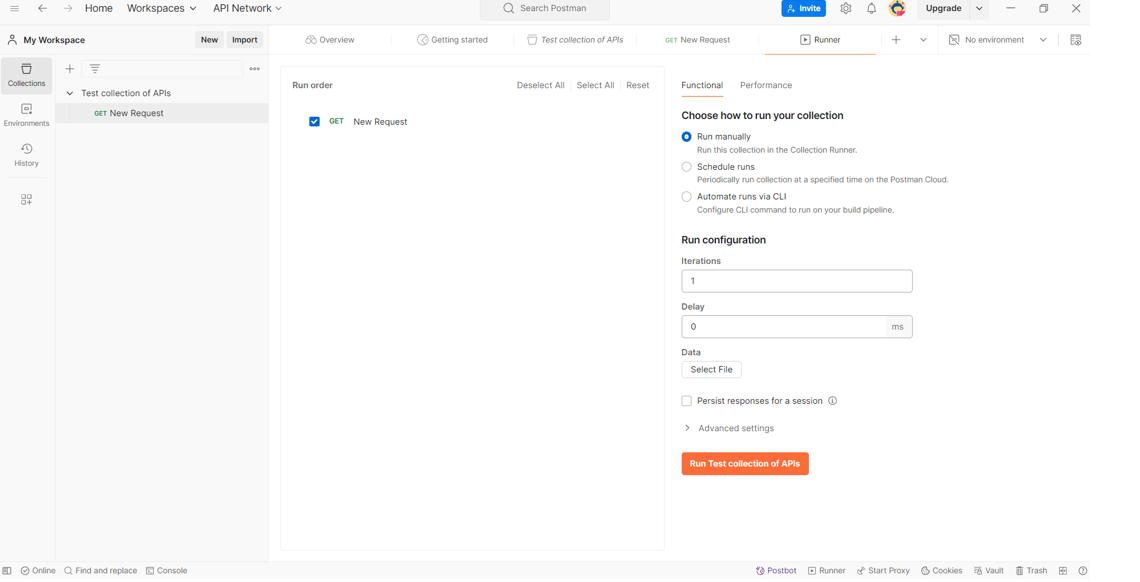 Home Workspaces API Network Search Postman Invite Upgrade
My Workspace New Import Overview Getting started Test collection of APIs GET New Request Runner No environment
Collections
Environments
History
Test collection of APIs
GET New Request
Run order Deselect All Select All Reset
GET New Request
Functional Performance
Choose how to run your collection
Run manually
Run this collection in the Collection Runner.
Schedule runs
Periodically run collection at a specified time on the Postman Cloud.
Automate runs via CLI
Configure CLI command to run on your build pipeline.
Run configuration
Iterations
1
Delay
0 ms
Data
Select File
Persist responses for a session
Advanced settings
Run Test collection of APIs
Online Find and replace Console Postbot Runner Start Proxy Cookies Vault Trash